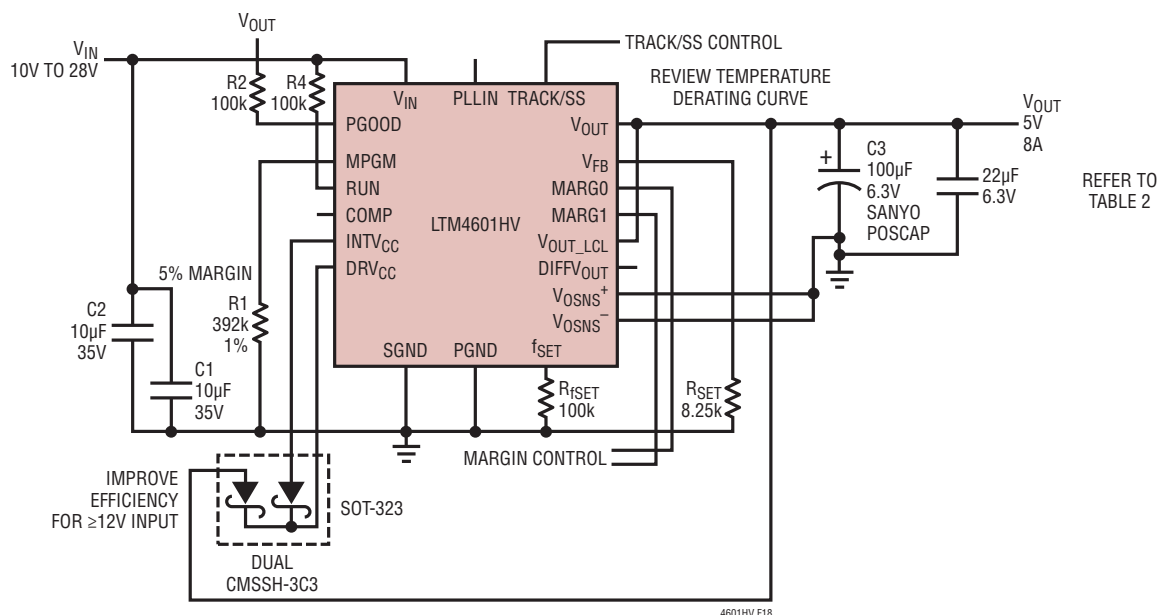 VOUT
VIN
10V TO 28V
TRACK/SS CONTROL
R2
100k
R4
100k
REVIEW TEMPERATURE
DERATING CURVE
VIN
PLLIN
TRACK/SS
PGOOD
MPGM
RUN
COMP
INTVCC
DRVCC
LTM4601HV
VOUT
VFB
MARG0
MARG1
VOUT_LCL
DIFFVOUT
VOSNS+
VOSNS–
SGND
PGND
fSET
VOUT
5V
8A
C3
100μF
6.3V
SANYO
POSCAP
+
22μF
6.3V
REFER TO
TABLE 2
5% MARGIN
C2
10μF
35V
R1
392k
1%
C1
10μF
35V
RfSET
100k
RSET
8.25k
MARGIN CONTROL
IMPROVE
EFFICIENCY
FOR ≥12V INPUT
SOT-323
DUAL
CMSSH-3C3
4601HV F18